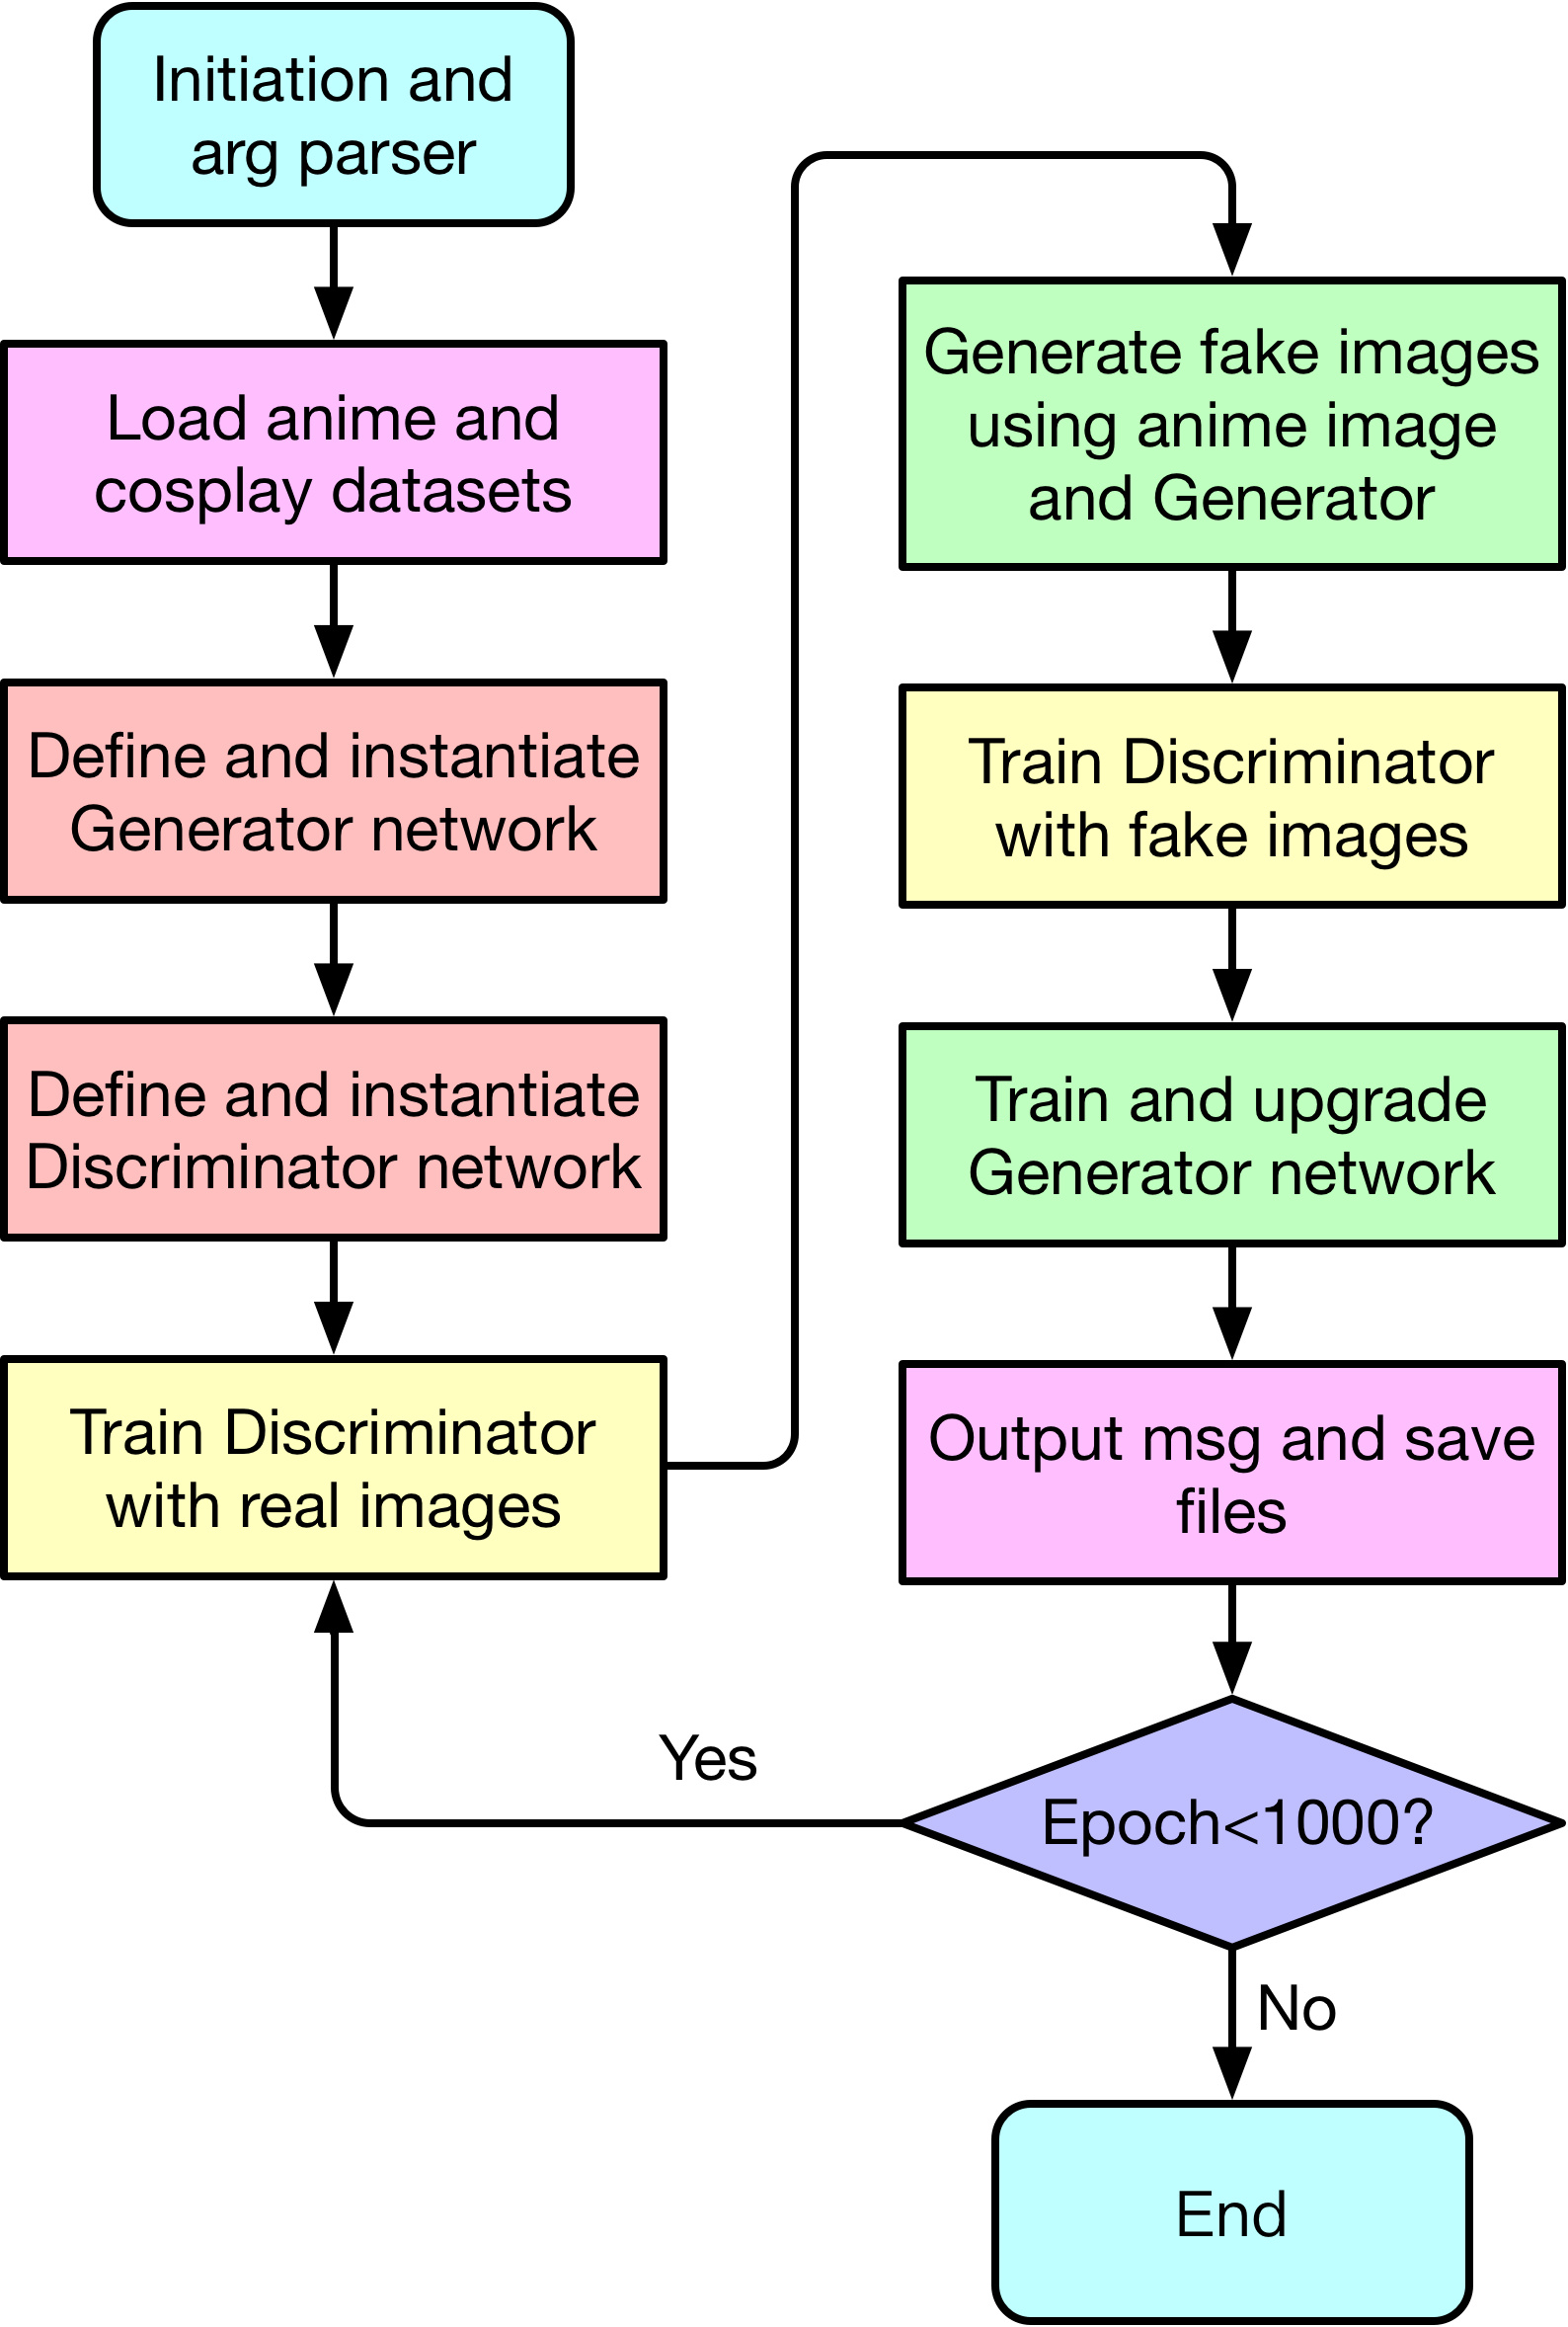 Initiation and
arg parser
Load anime and
cosplay datasets
Define and instantiate
Generator network
Define and instantiate
Discriminator network
Train Discriminator
with real images
Generate fake images
using anime image
and Generator
Train Discriminator
with fake images
Train and upgrade
Generator network
Output msg and save
files
Epoch<1000?
Yes
No
End